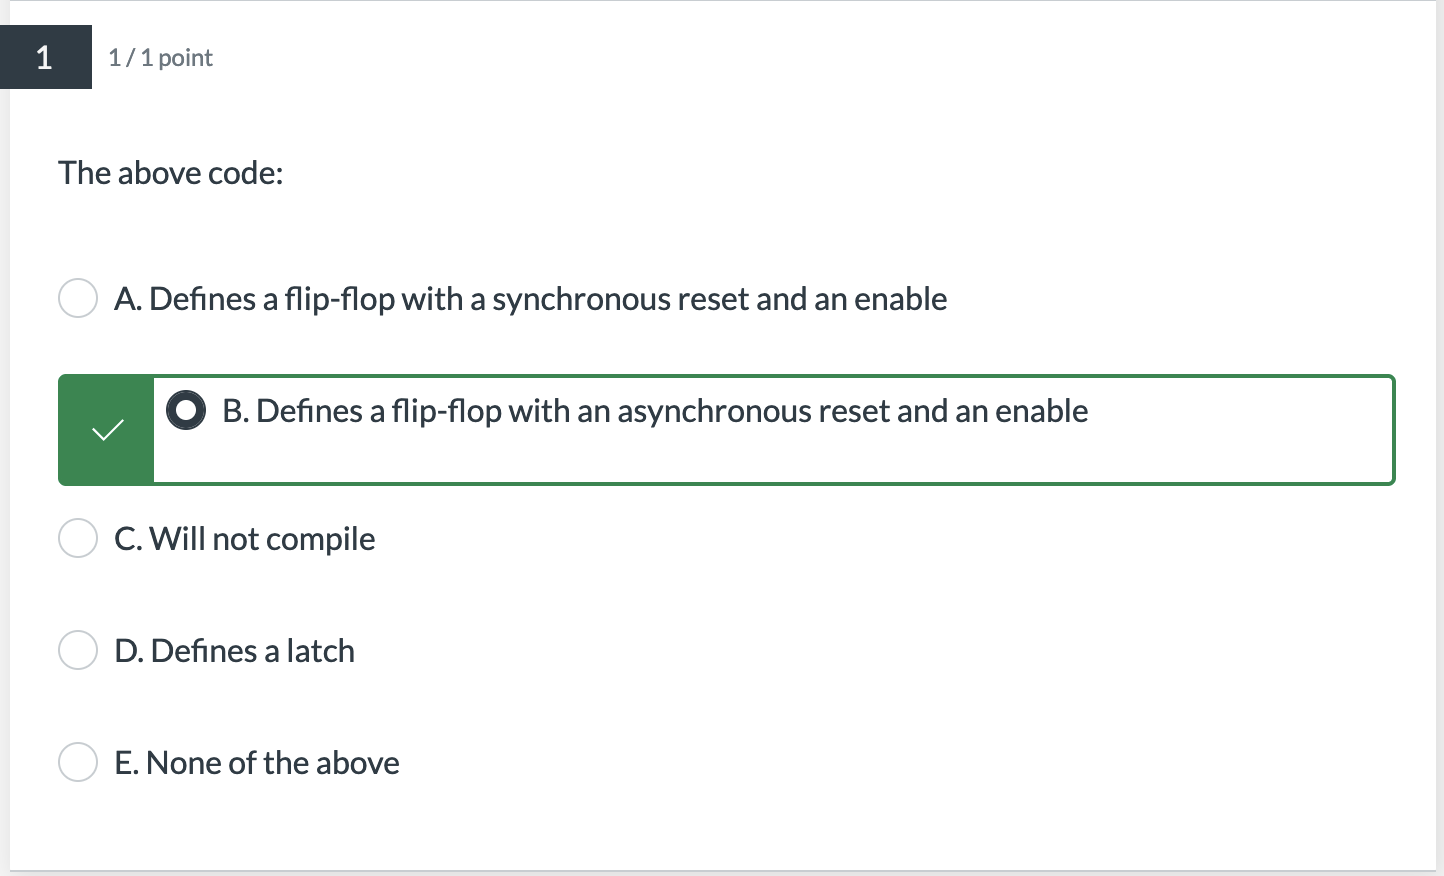 1
1 / 1 point
The above code:
A. Defines a flip-flop with a synchronous reset and an enable
B. Defines a flip-flop with an asynchronous reset and an enable
C. Will not compile
D. Defines a latch
E. None of the above